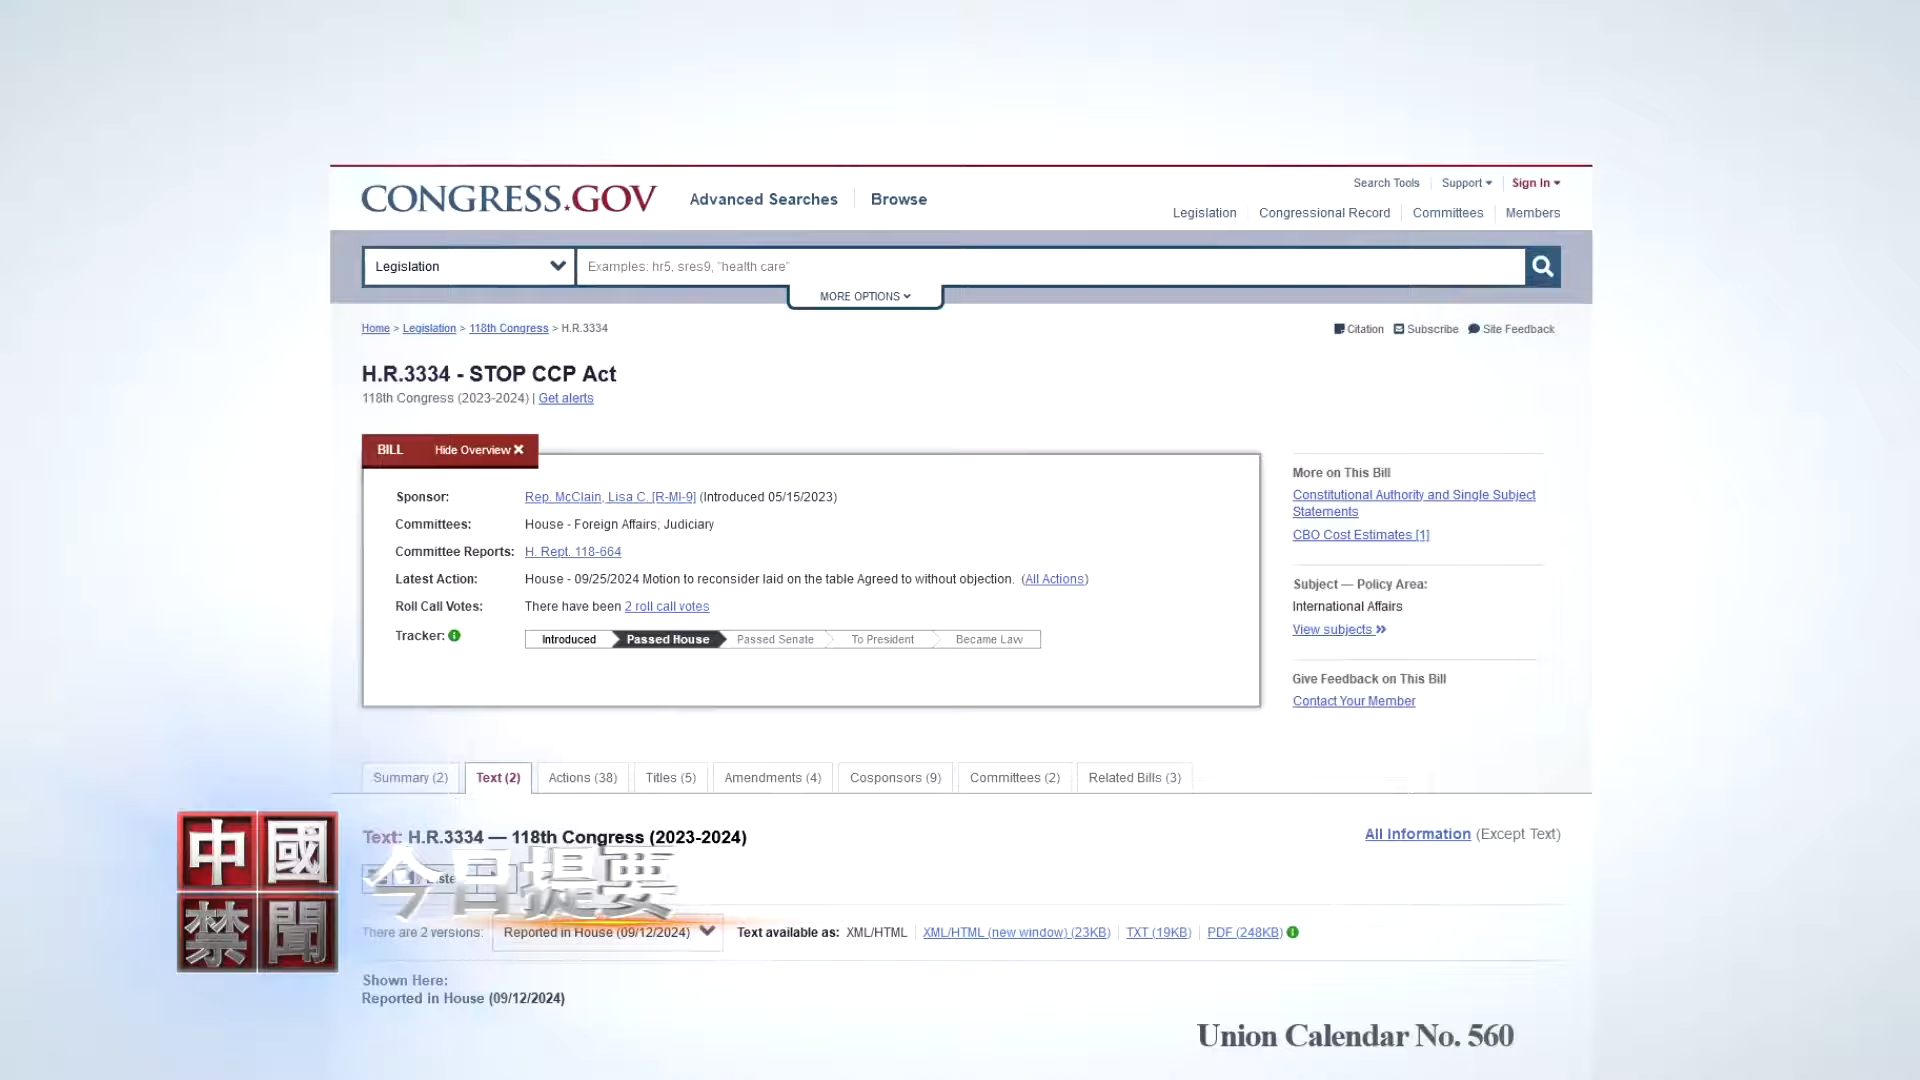 CONGRESS.GOV
Advanced Searches
Browse
Search Tools
Support
Sign In
Legislation
Congressional Record
Committees
Members
Legislation
Examples: hr5, sres9, "health care"
MORE OPTIONS
Home > Legislation > 118th Congress > H.R.3334
Citation
Subscribe
Site Feedback
H.R.3334 - STOP CCP Act
118th Congress (2023-2024) | Get alerts
BILL
Hide Overview
Sponsor: Rep. McClain, Lisa C. [R-MI-9] (Introduced 05/15/2023)
Committees: House - Foreign Affairs; Judiciary
Committee Reports: H. Rept. 118-664
Latest Action: House - 09/25/2024 Motion to reconsider laid on the table Agreed to without objection. (All Actions)
Roll Call Votes: There have been 2 roll call votes
Tracker: Introduced Passed House Passed Senate To President Became Law
More on This Bill
Constitutional Authority and Single Subject
Statements
CBO Cost Estimates [1]
Subject — Policy Area:
International Affairs
View subjects »
Give Feedback on This Bill
Contact Your Member
Summary (2)
Text (2)
Actions (38)
Titles (5)
Amendments (4)
Cosponsors (9)
Committees (2)
Related Bills (3)
Text: H.R.3334 — 118th Congress (2023-2024)
All Information (Except Text)
中國
禁聞
今日提要
There are 2 versions: Reported in House (09/12/2024)
Text available as: XML/HTML XML/HTML (new window) (23KB) TXT (19KB) PDF (248KB)
Shown Here:
Reported in House (09/12/2024)
Union Calendar No. 560